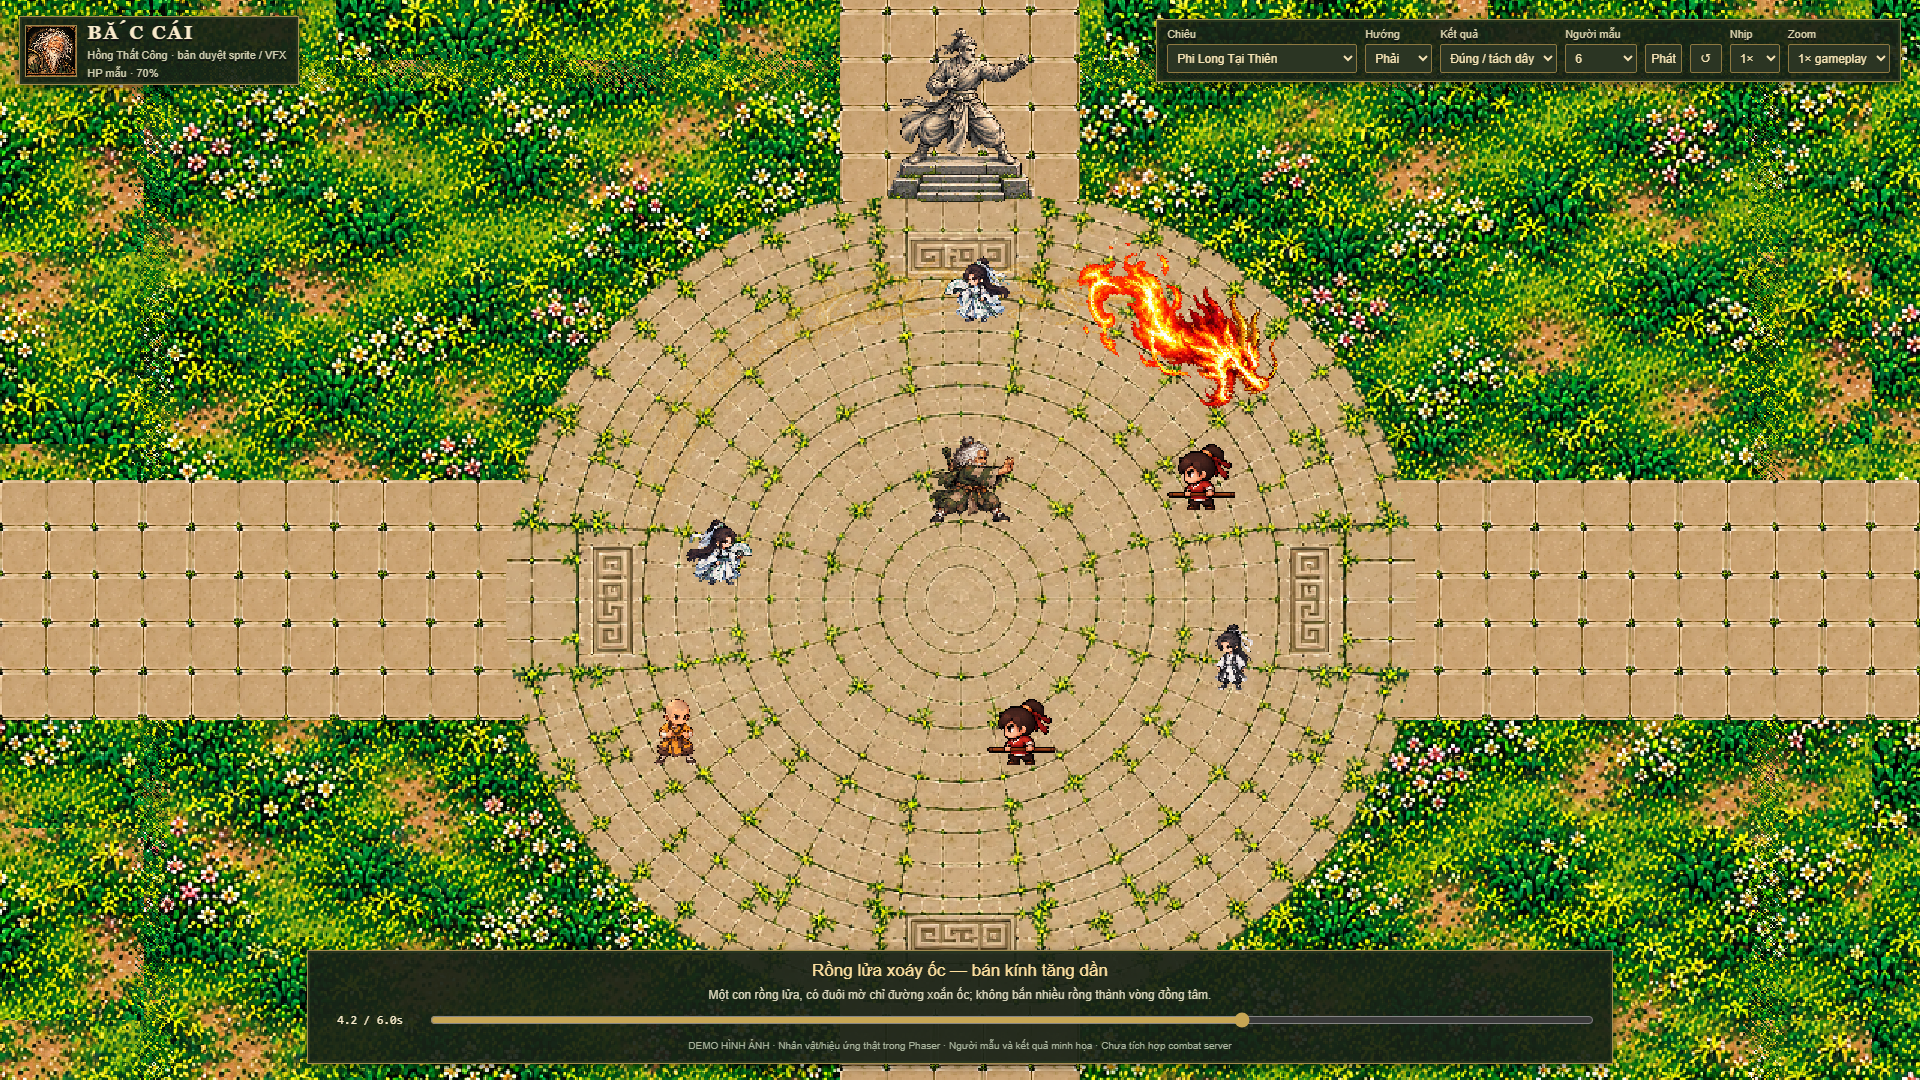 BẮC CÁI
Hồng Thất Công · bản duyệt sprite / VFX
HP mẫu · 70%
Chiêu
Hướng
Kết quả
Người mẫu
Nhịp
Zoom
Phi Long Tại Thiên
Phải
Đúng / tách dây
6
Phát
↺
1×
1× gameplay
Rồng lửa xoáy ốc — bán kính tăng dần
Một con rồng lửa, có đuôi mờ chỉ đường xoắn ốc; không bắn nhiều rồng thành vòng đồng tâm.
4.2 / 6.0s
DEMO HÌNH ẢNH · Nhân vật/hiệu ứng thật trong Phaser · Người mẫu và kết quả minh họa · Chưa tích hợp combat server